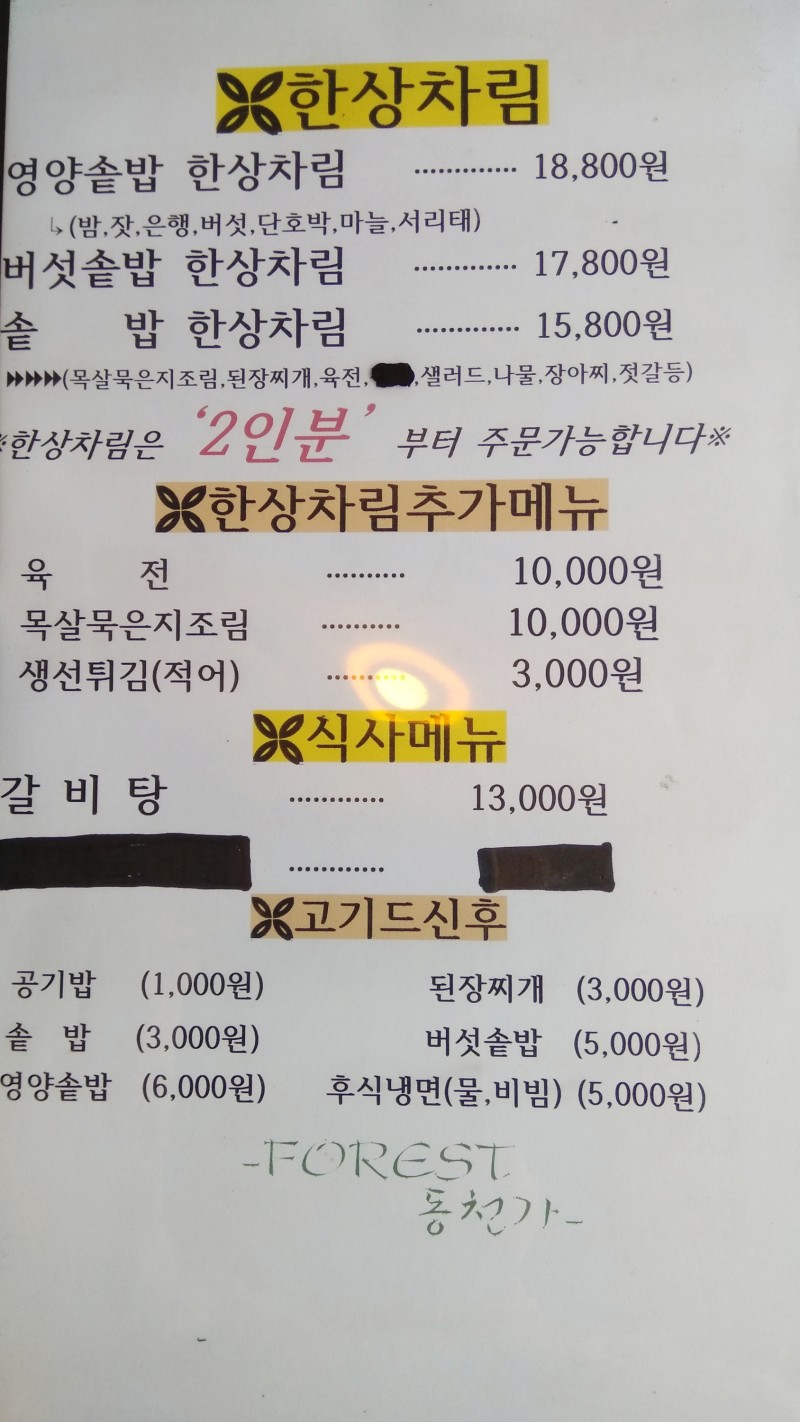 한상차림
영양솥밥 한상차림 ············· 18,800원
↳(밤,잣,은행,버섯,단호박,마늘,서리태)
버섯솥밥 한상차림 ············· 17,800원
솥 밥 한상차림 ············· 15,800원
(목살묵은지조림,된장찌개,육전, ,샐러드,나물,장아찌,젓갈등)
※한상차림은 '2인분' 부터 주문가능합니다※
한상차림추가메뉴
육 전 ·········· 10,000원
목살묵은지조림 ·········· 10,000원
생선튀김(적어) ·········· 3,000원
식사메뉴
갈 비 탕 ············ 13,000원
············
고기드신후
공기밥 (1,000원) 된장찌개 (3,000원)
솥 밥 (3,000원) 버섯솥밥 (5,000원)
영양솥밥 (6,000원) 후식냉면(물,비빔) (5,000원)
-FOREST
동천가-